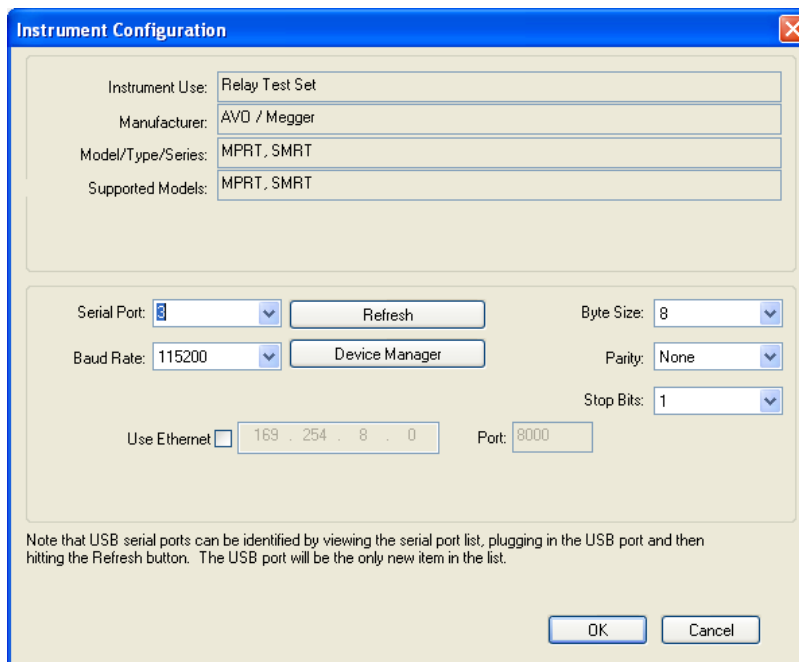 Instrument Configuration
Instrument Use: Relay Test Set
Manufacturer: AVO / Megger
Model/Type/Series: MPRT, SMRT
Supported Models: MPRT, SMRT
Serial Port: 3 Refresh Byte Size: 8
Baud Rate: 115200 Device Manager Parity: None
Stop Bits: 1
Use Ethernet 169 . 254 . 8 . 0 Port: 8000
Note that USB serial ports can be identified by viewing the serial port list, plugging in the USB port and then
hitting the Refresh button. The USB port will be the only new item in the list.
OK Cancel